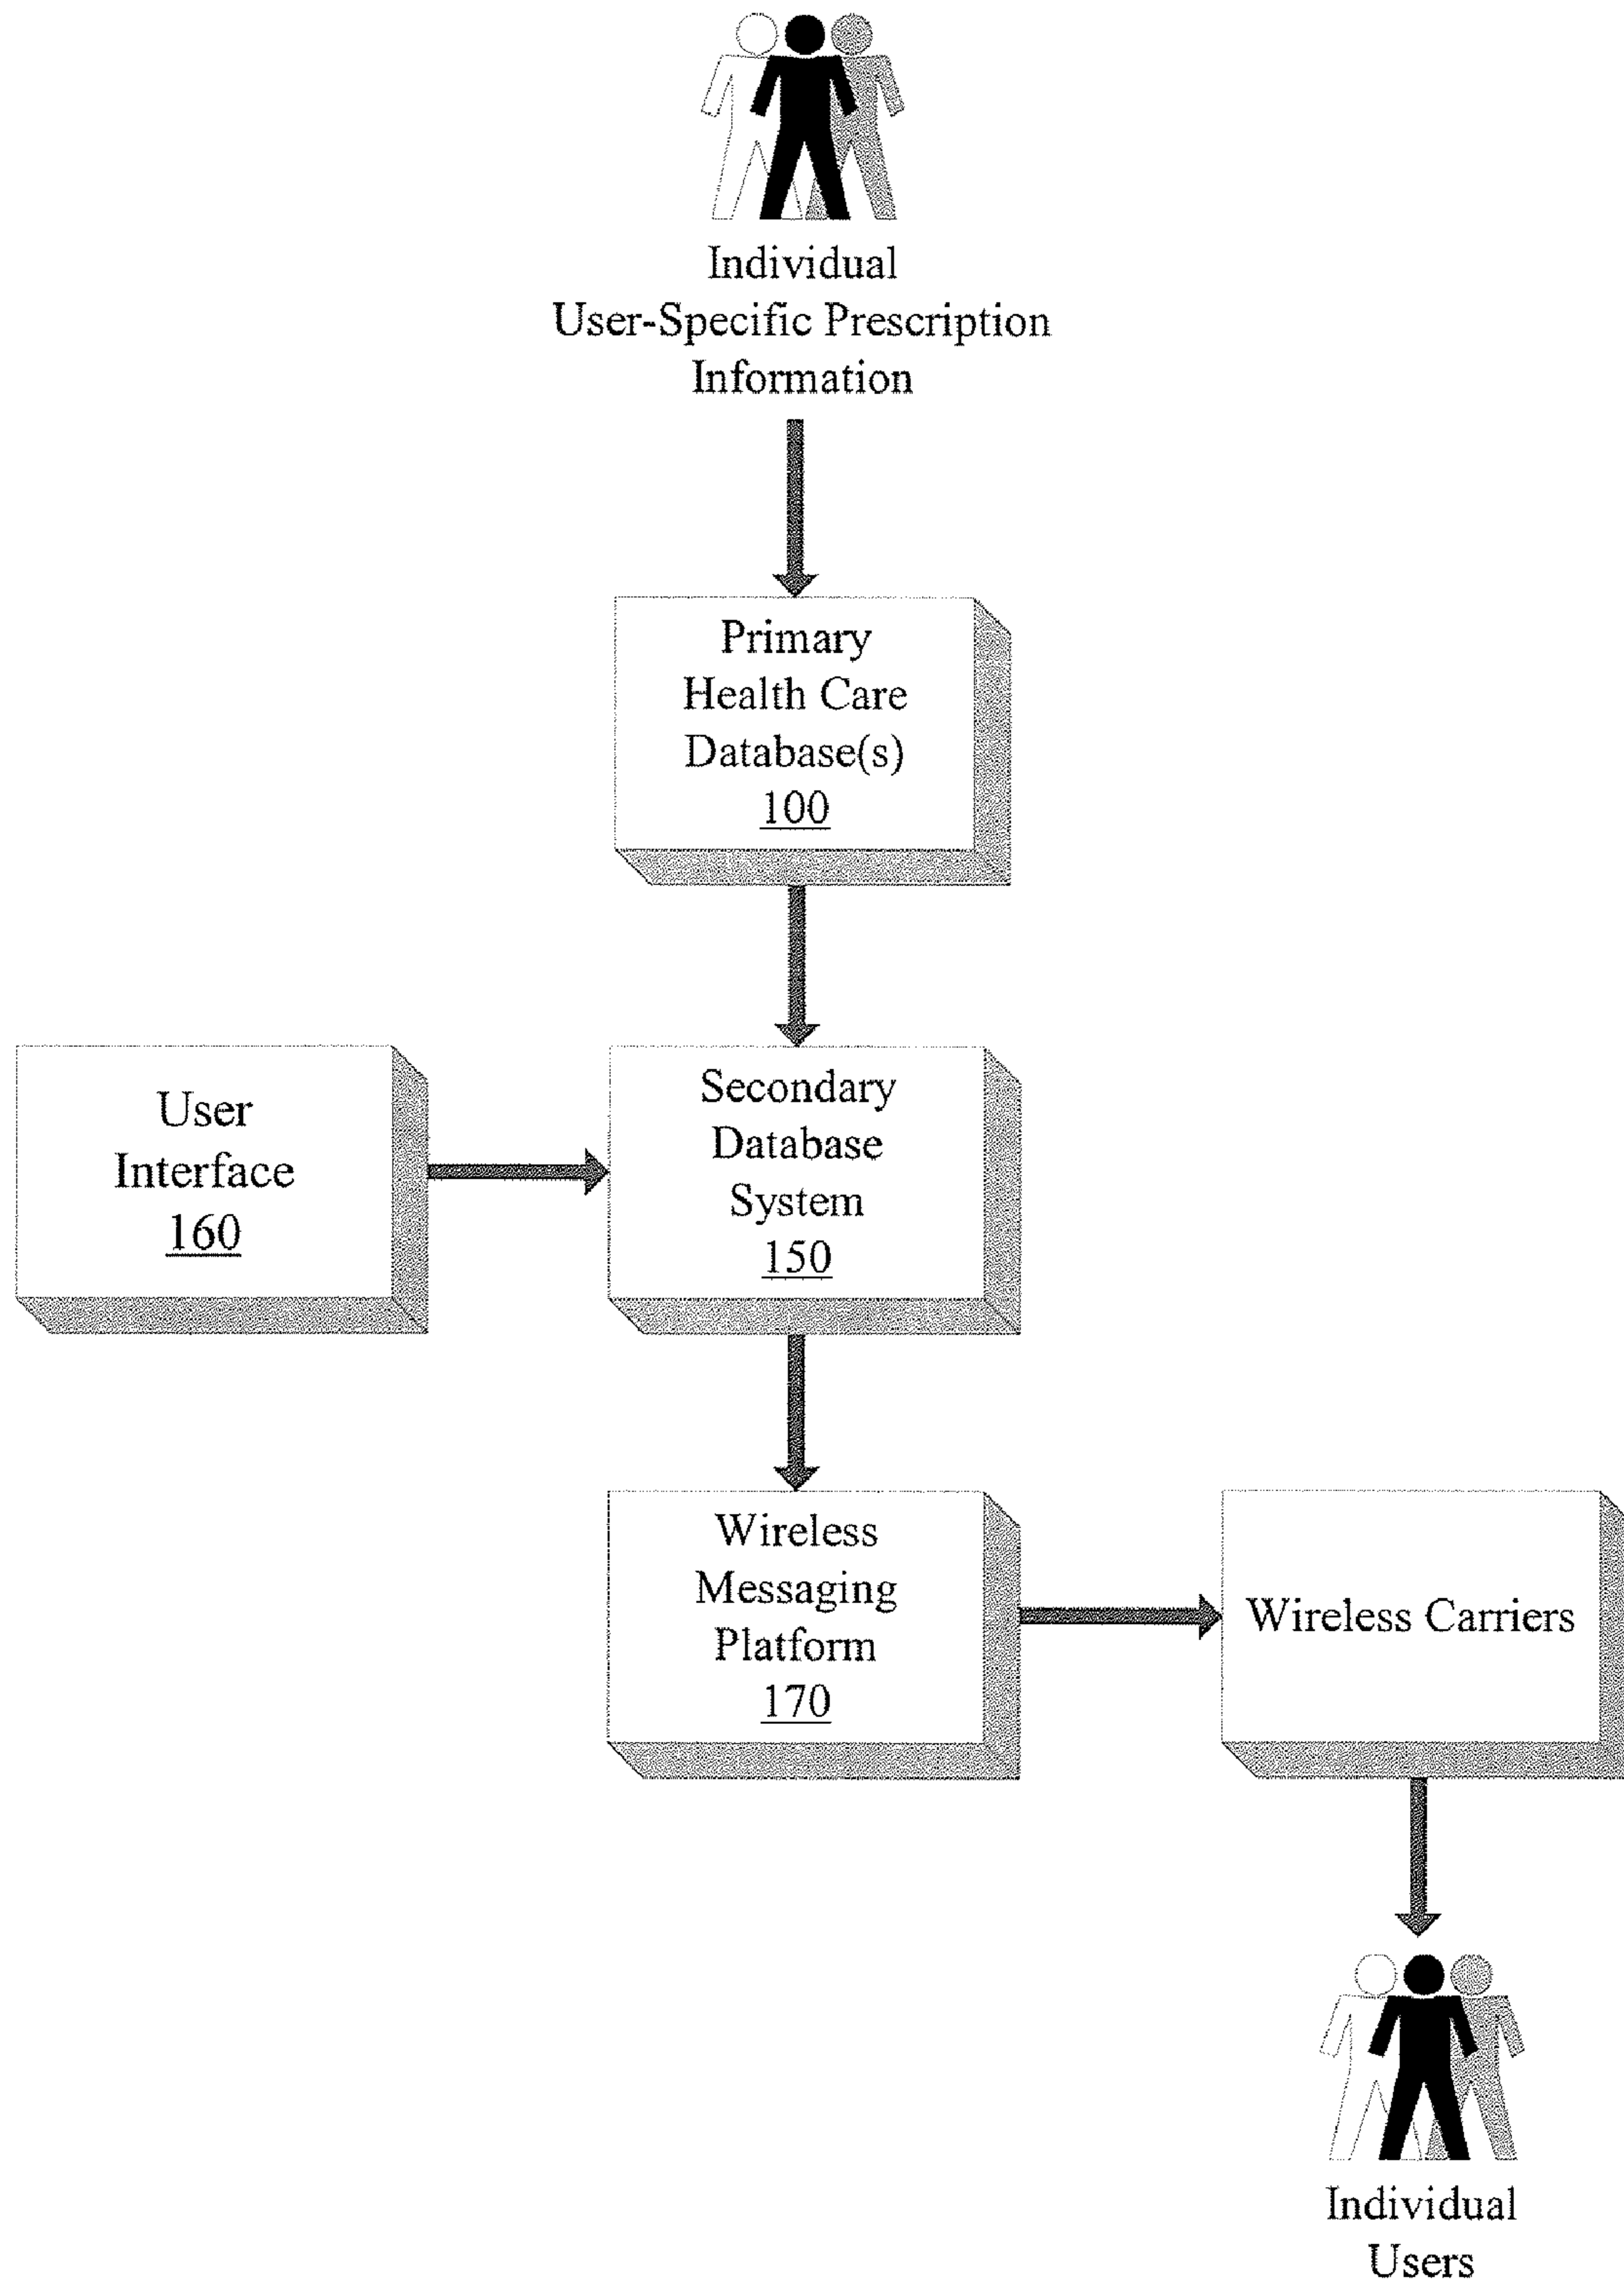 Individual
User-Specific Prescription
Information
Primary
Health Care
Database(s)
100
User
Interface
160
Secondary
Database
System
150
Wireless
Messaging
Platform
170
Wireless Carriers
Individual
Users